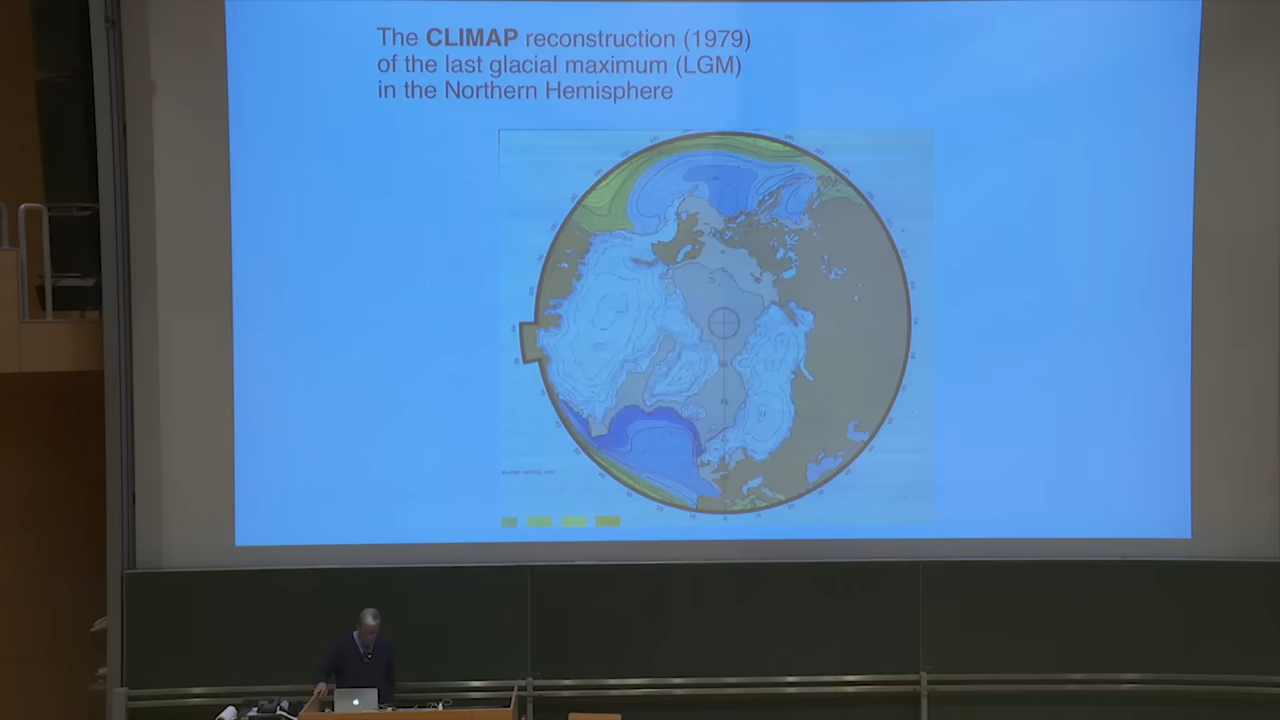 The CLIMAP reconstruction (1979)
of the last glacial maximum (LGM)
in the Northern Hemisphere